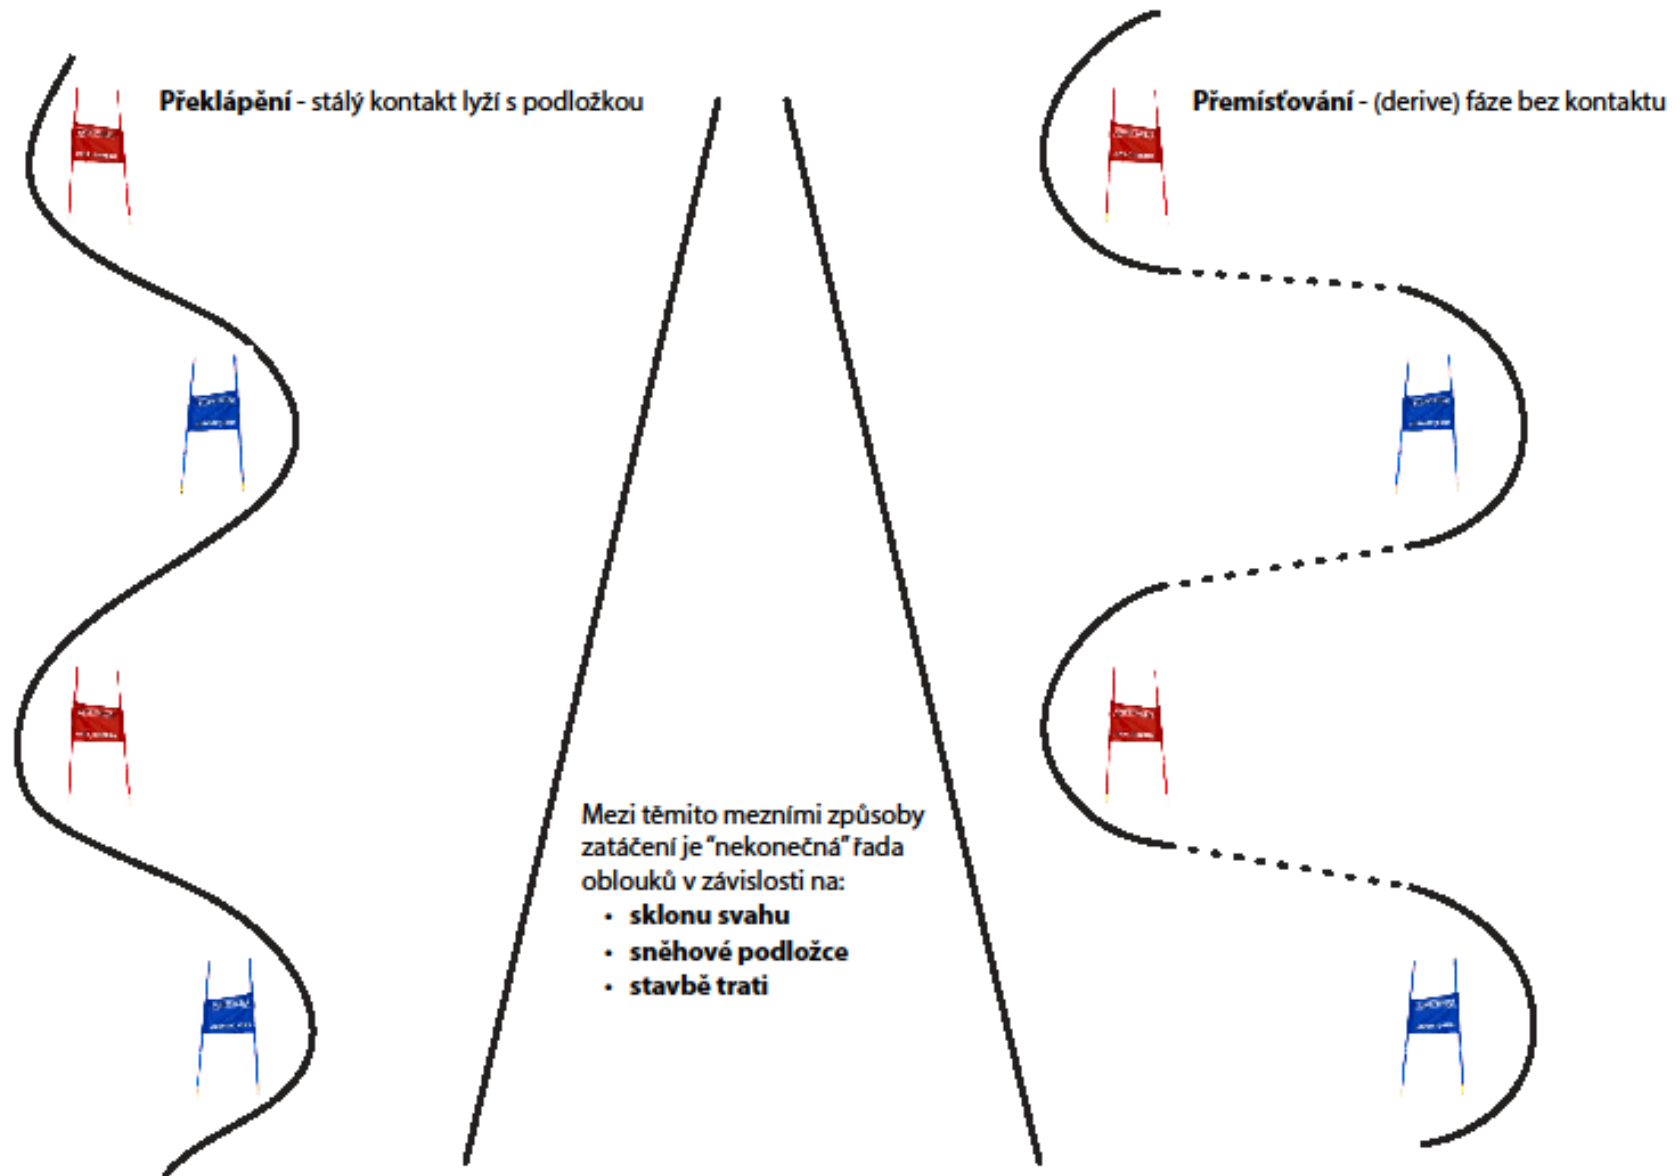 Překlápění - stálý kontakt lyží s podložkou
Přemísťování - (derive) fáze bez kontaktu
Mezi těmito mezními způsoby
zatáčení je “nekonečná” řada
oblouků v závislosti na:
• sklonu svahu
• sněhové podložce
• stavbě trati